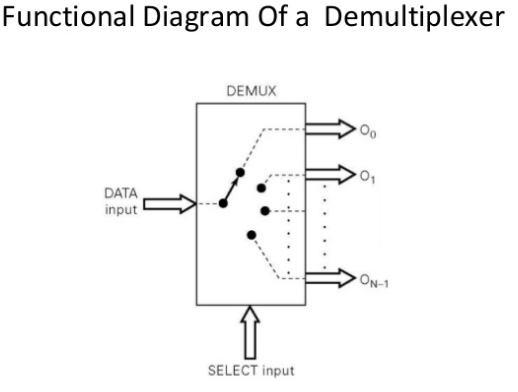 Functional Diagram Of a Demultiplexer
DEMUX
O₀
O₁
DATA
input
Oₙ₋₁
SELECT input